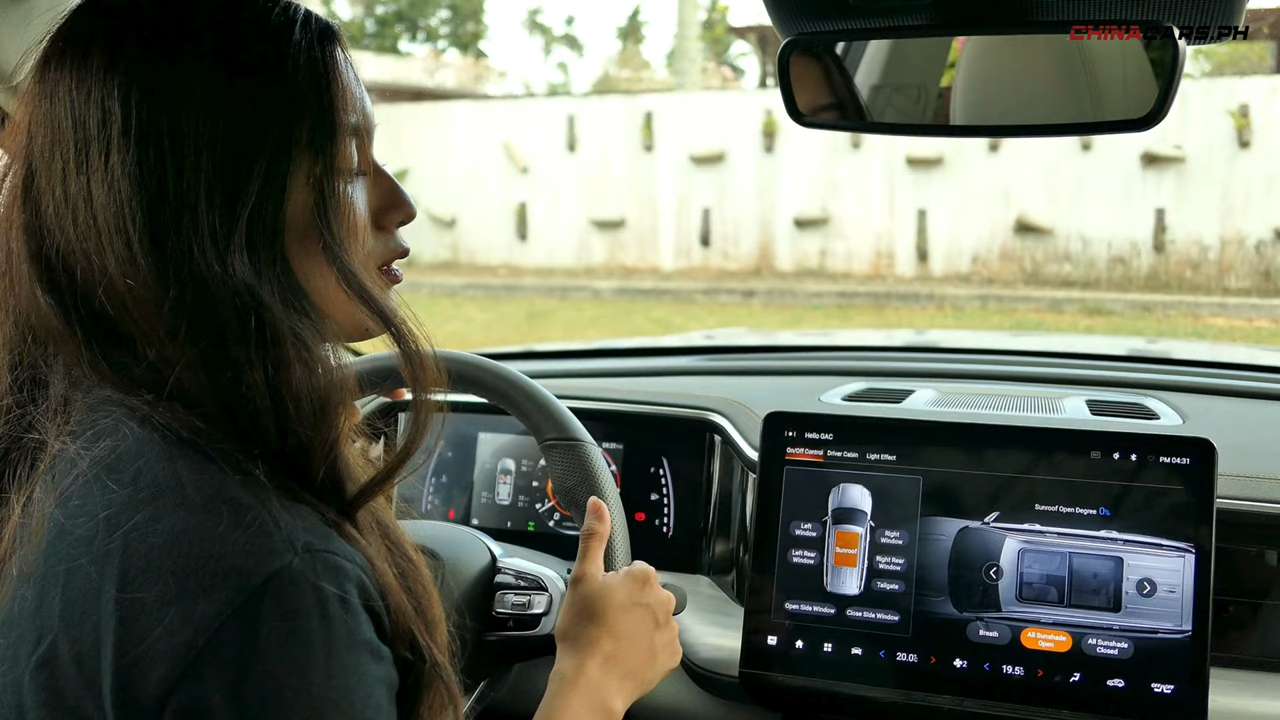 CHINACARS.PH
Hello GAC
PM 04:31
On/Off Control Driver Cabin Light Effect
Sunroof Open Degree 0%
Left Window
Right Window
Sunroof
Left Rear Window
Right Rear Window
Tailgate
Open Side Window
Close Side Window
Breath
All Sunshade Open
All Sunshade Closed
20.0
2
19.5